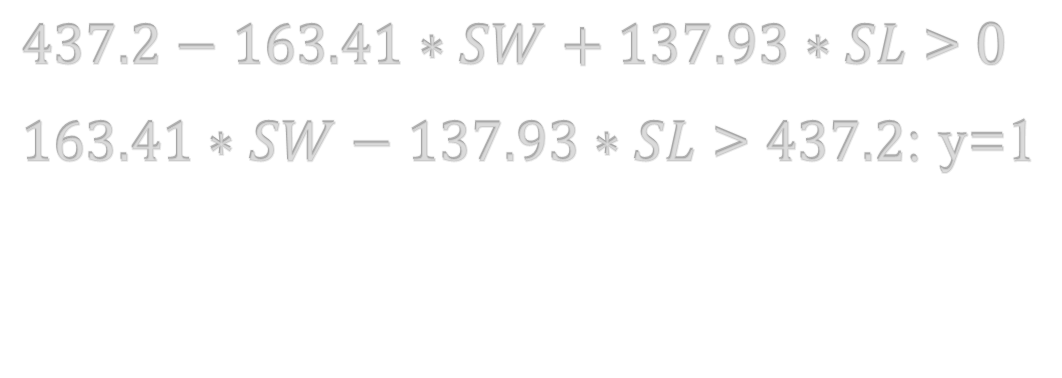 437.2 − 163.41 ∗ SW + 137.93 ∗ SL > 0
163.41 ∗ SW − 137.93 ∗ SL > 437.2: y=1